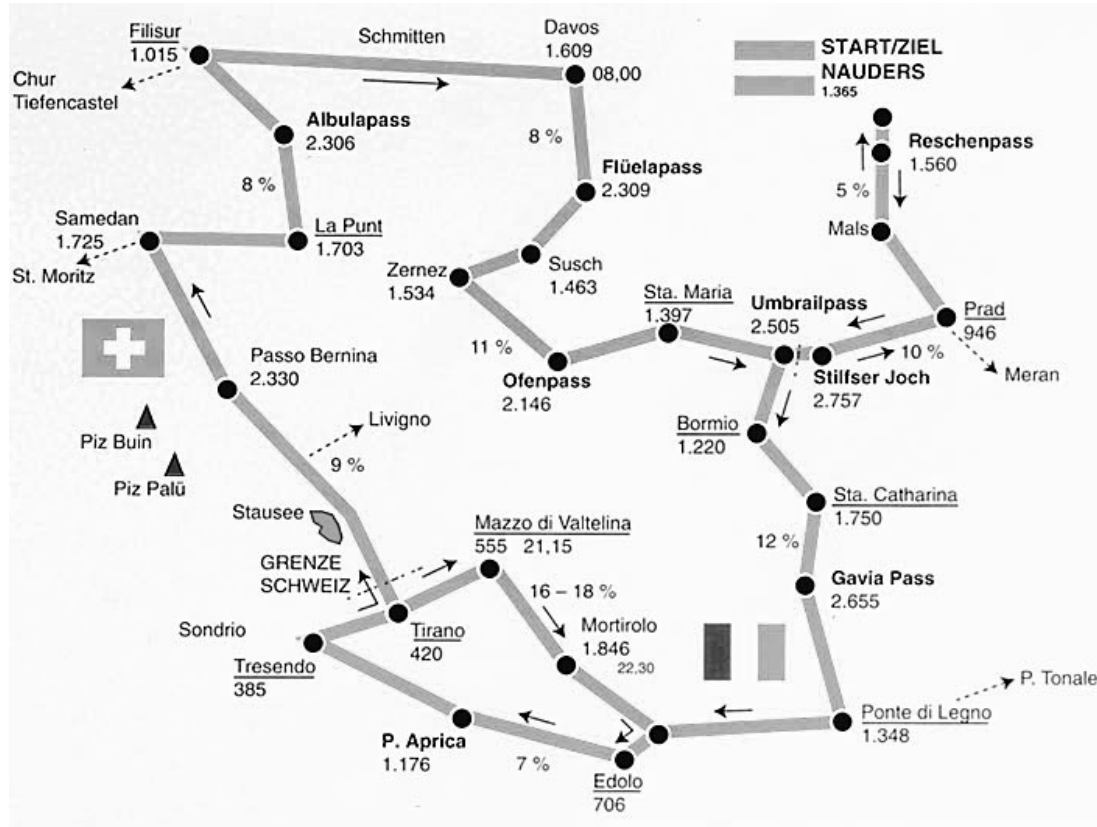 Filisur
1.015
Schmitten
Davos
1.609
08,00
START/ZIEL
NAUDERS
1.365
Chur
Tiefencastel
Albulapass
2.306
8 %
8 %
Flüelapass
2.309
Reschenpass
1.560
5 %
Mals
Samedan
1.725
La Punt
1.703
St. Moritz
Zernez
1.534
Susch
1.463
Sta. Maria
1.397
Umbrailpass
2.505
Prad
946
11 %
Ofenpass
2.146
10 %
Stilfser Joch
2.757
Meran
Passo Bernina
2.330
Piz Buin
Piz Palü
Livigno
9 %
Bormio
1.220
Sta. Catharina
1.750
Stausee
Mazzo di Valtelina
555 21,15
12 %
GRENZE
SCHWEIZ
16 – 18 %
Gavia Pass
2.655
Sondrio
Tirano
420
Mortirolo
1.846
22.30
Tresendo
385
P. Tonale
Ponte di Legno
1.348
P. Aprica
1.176
7 %
Edolo
706